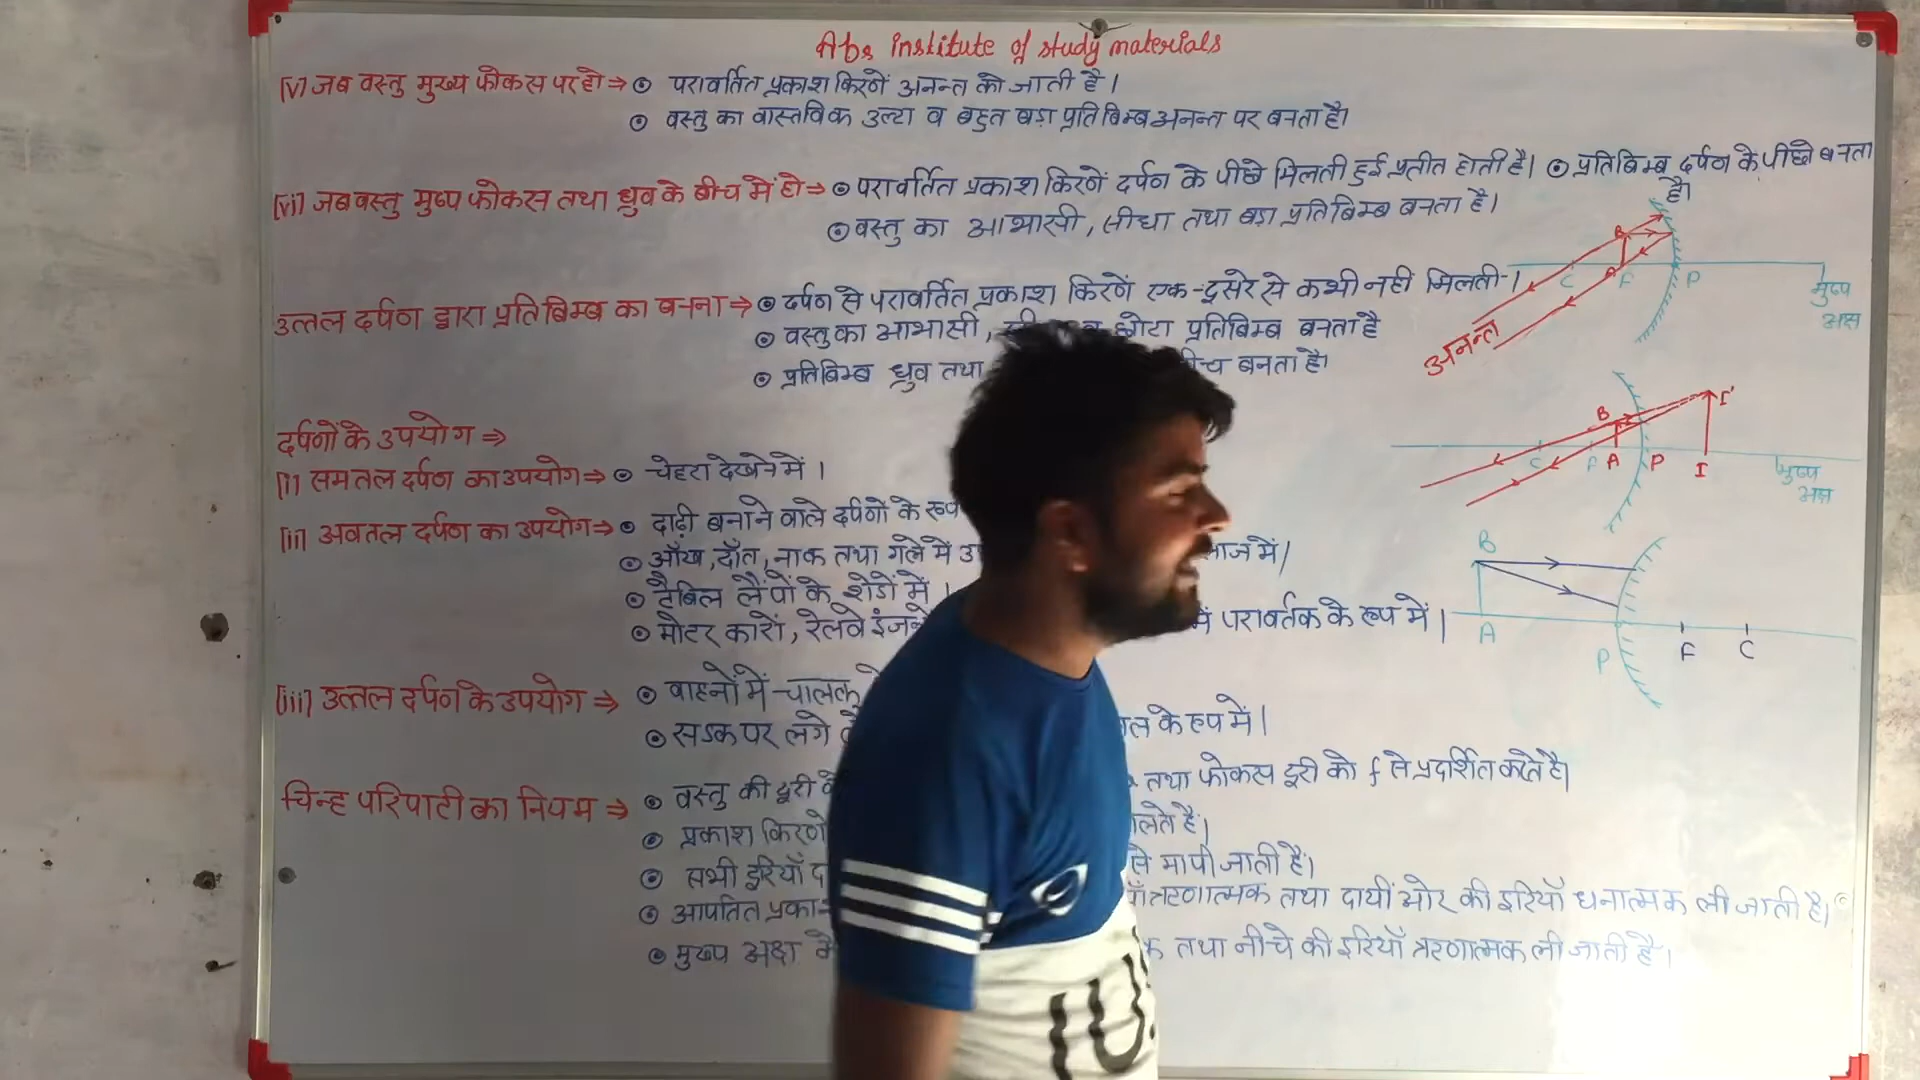 Abs institute of study materials
(v) जब वस्तु मुख्य फोकस पर हो ⇒ ⊙ परावर्तित प्रकाश किरणें अनन्त को जाती है।
⊙ वस्तु का वास्तविक उल्टा व बहुत बड़ा प्रतिबिम्ब अनन्त पर बनता है।
(vi) जब वस्तु मुख्य फोकस तथा ध्रुव के बीच में हो ⇒ ⊙ परावर्तित प्रकाश किरणें दर्पण के पीछे मिलती हुई प्रतीत होती है। ⊙ प्रतिबिम्ब दर्पण के पीछे बनता
है।
⊙ वस्तु का आभासी, सीधा तथा बड़ा प्रतिबिम्ब बनता है।
उत्तल दर्पण द्वारा प्रतिबिम्ब का बनना ⇒ ⊙ दर्पण से परावर्तित प्रकाश किरणें एक-दूसरे से कभी नही मिलती।
⊙ वस्तु का आभासी, व छोटा प्रतिबिम्ब बनता है
⊙ प्रतिबिम्ब ध्रुव तथा बनता है।
दर्पणों के उपयोग ⇒
(i) समतल दर्पण का उपयोग ⇒ ⊙ चेहरा देखने में।
(ii) अवतल दर्पण का उपयोग ⇒ ⊙ दाढ़ी बनाने वाले दर्पणों के रूप
⊙ आँख, दाँत, नाक तथा गले में में।
⊙ टेबिल लैंपों के शेडों में।
⊙ मोटर कारों, रेलवे में परावर्तक के रूप में।
(iii) उत्तल दर्पण के उपयोग ⇒ ⊙ वाहनों में चालक
⊙ सडक पर लगे के रूप में।
चिन्ह परिपाटी का नियम ⇒ ⊙ वस्तु की दूरी तथा फोकस दूरी को f से प्रदर्शित करते है।
⊙ प्रकाश किरणें
⊙ सभी दूरियाँ से मापी जाती हैं।
⊙ आपतित ऋणात्मक तथा दायीं ओर की दूरियाँ धनात्मक ली जाती है।
⊙ मुख्य अक्ष तथा नीचे की दूरियाँ ऋणात्मक ली जाती है।
B
A
C F P
मुख्य
अक्ष
अनन्त
B I'
C F A P I
मुख्य
अक्ष
B
A P F C